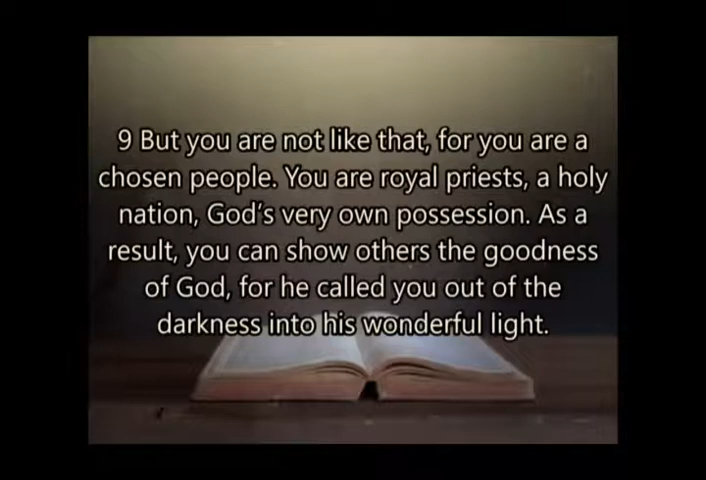 9 But you are not like that, for you are a
chosen people. You are royal priests, a holy
nation, God's very own possession. As a
result, you can show others the goodness
of God, for he called you out of the
darkness into his wonderful light.